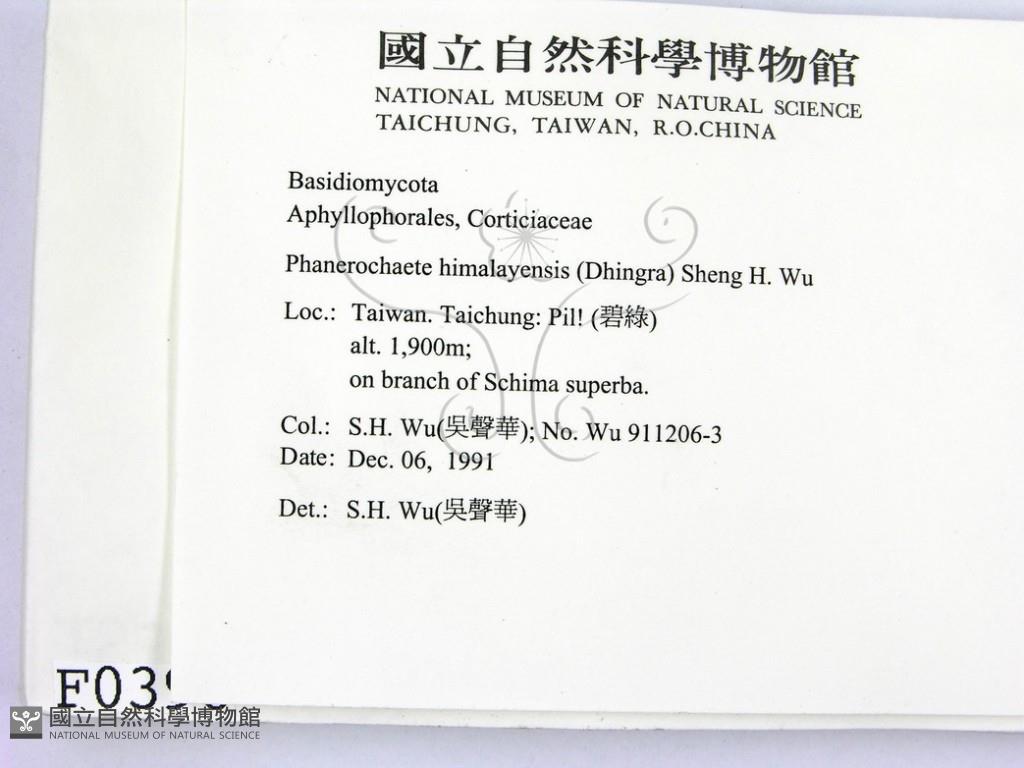 國立自然科學博物館
NATIONAL MUSEUM OF NATURAL SCIENCE
TAICHUNG, TAIWAN, R.O.CHINA
Basidiomycota
Aphyllophorales, Corticiaceae
Phanerochaete himalayensis (Dhingra) Sheng H. Wu
Loc.: Taiwan. Taichung: Pil! (碧綠)
alt. 1,900m;
on branch of Schima superba.
Col.: S.H. Wu(吳聲華); No. Wu 911206-3
Date: Dec. 06, 1991
Det.: S.H. Wu(吳聲華)
國立自然科學博物館
NATIONAL MUSEUM OF NATURAL SCIENCE